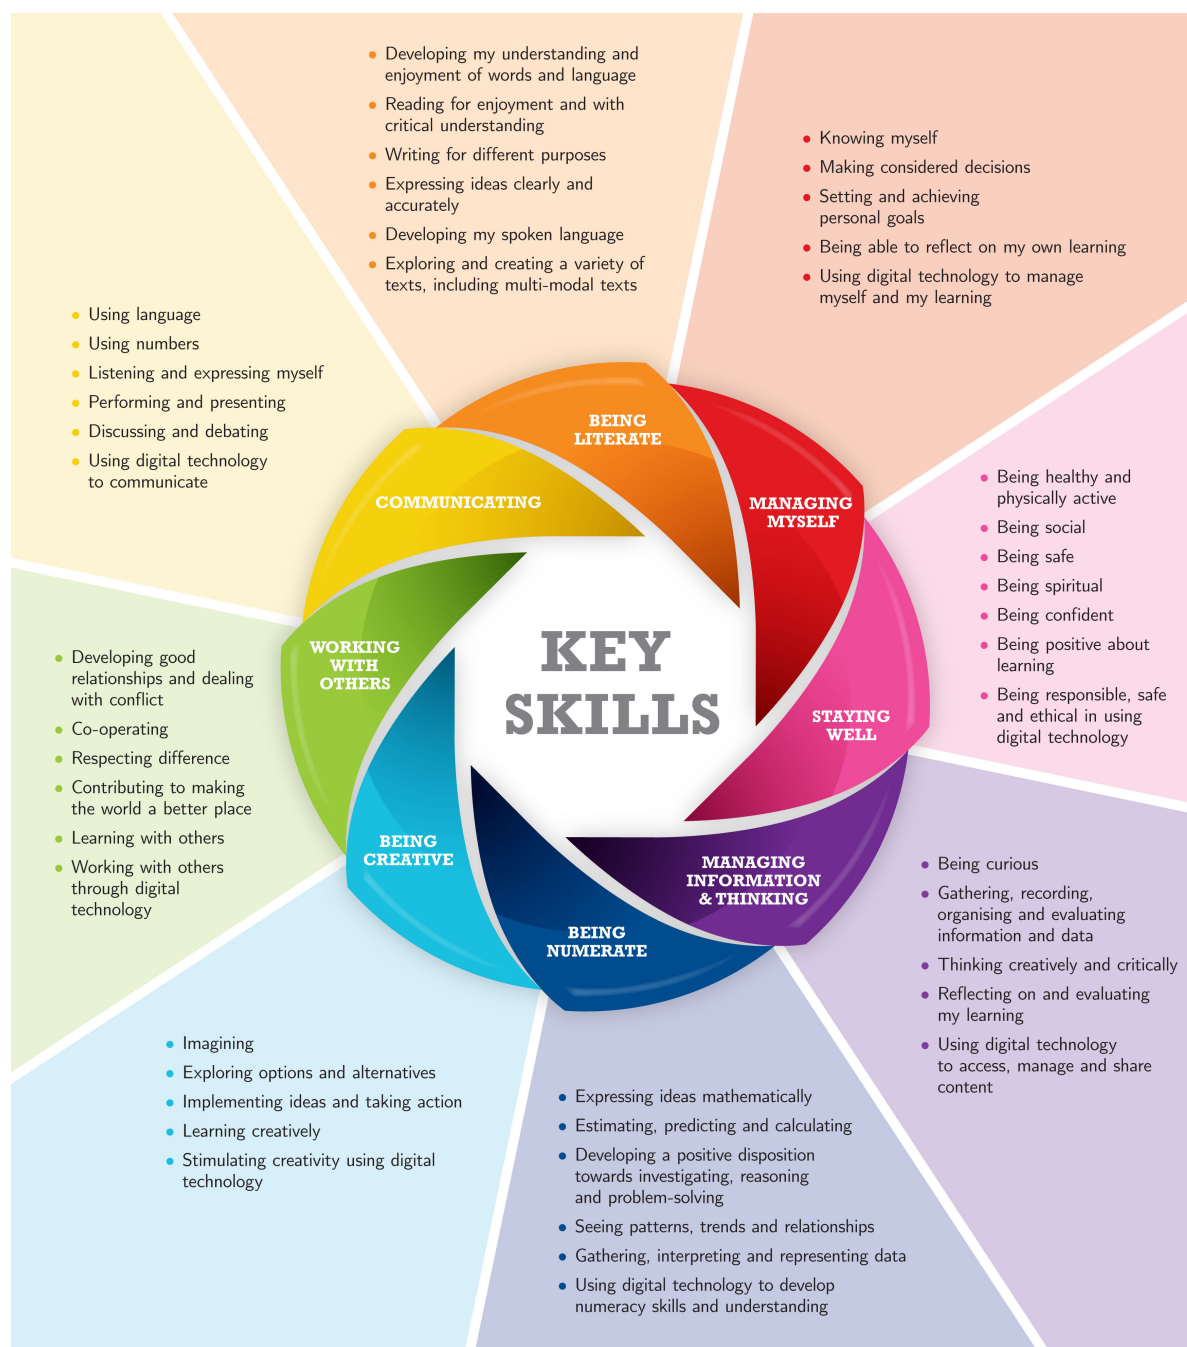 • Developing my understanding and
enjoyment of words and language
• Reading for enjoyment and with
critical understanding
• Writing for different purposes
• Expressing ideas clearly and
accurately
• Developing my spoken language
• Exploring and creating a variety of
texts, including multi-modal texts
• Knowing myself
• Making considered decisions
• Setting and achieving
personal goals
• Being able to reflect on my own learning
• Using digital technology to manage
myself and my learning
• Using language
• Using numbers
• Listening and expressing myself
• Performing and presenting
• Discussing and debating
• Using digital technology
to communicate
BEING
LITERATE
COMMUNICATING
MANAGING
MYSELF
• Being healthy and
physically active
• Being social
• Being safe
• Being spiritual
• Being confident
• Being positive about
learning
• Being responsible, safe
and ethical in using
digital technology
WORKING
WITH
OTHERS
KEY
SKILLS
STAYING
WELL
• Developing good
relationships and dealing
with conflict
• Co-operating
• Respecting difference
• Contributing to making
the world a better place
• Learning with others
• Working with others
through digital
technology
BEING
CREATIVE
MANAGING
INFORMATION
& THINKING
BEING
NUMERATE
• Being curious
• Gathering, recording,
organising and evaluating
information and data
• Thinking creatively and critically
• Reflecting on and evaluating
my learning
• Using digital technology
to access, manage and share
content
• Imagining
• Exploring options and alternatives
• Implementing ideas and taking action
• Learning creatively
• Stimulating creativity using digital
technology
• Expressing ideas mathematically
• Estimating, predicting and calculating
• Developing a positive disposition
towards investigating, reasoning
and problem-solving
• Seeing patterns, trends and relationships
• Gathering, interpreting and representing data
• Using digital technology to develop
numeracy skills and understanding